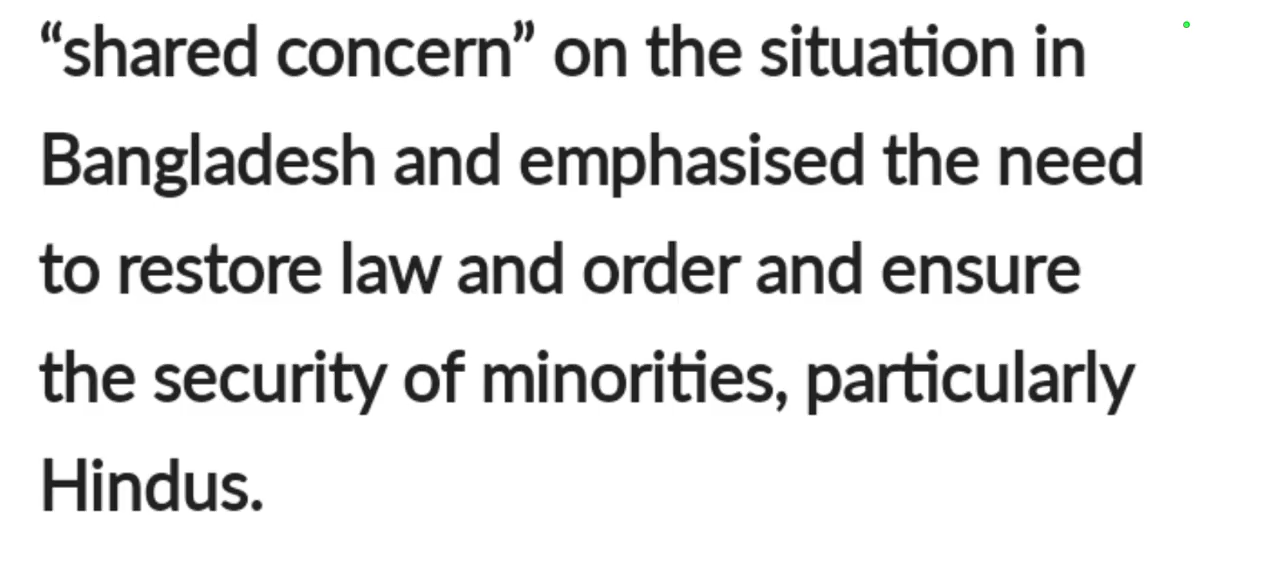 “shared concern” on the situation in
Bangladesh and emphasised the need
to restore law and order and ensure
the security of minorities, particularly
Hindus.